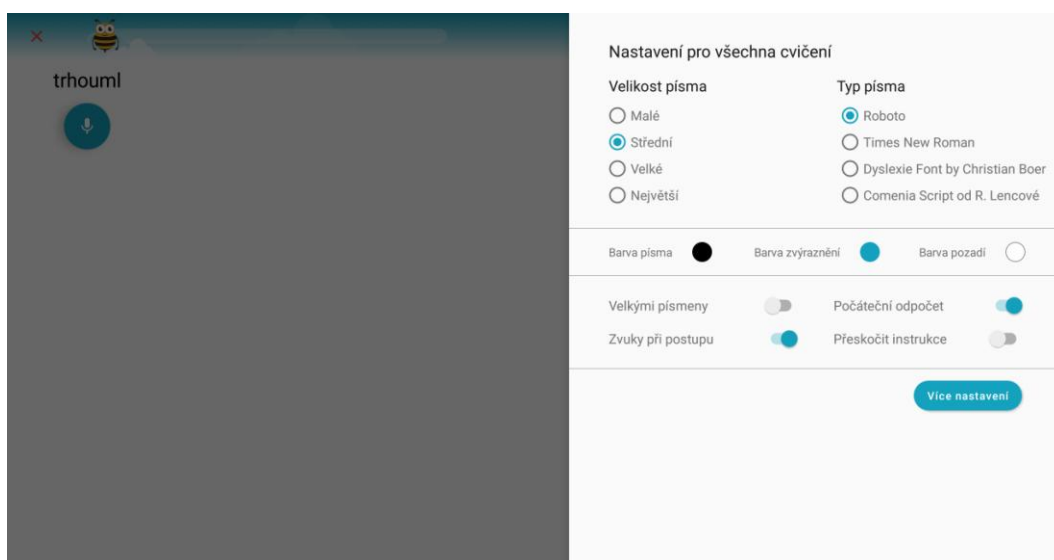 trhouml
Nastavení pro všechna cvičení
Velikost písma
Malé
Střední
Velké
Největší
Typ písma
Roboto
Times New Roman
Dyslexie Font by Christian Boer
Comenia Script od R. Lencové
Barva písma Barva zvýraznění Barva pozadí
Velkými písmeny Počáteční odpočet
Zvuky při postupu Přeskočit instrukce
Více nastavení